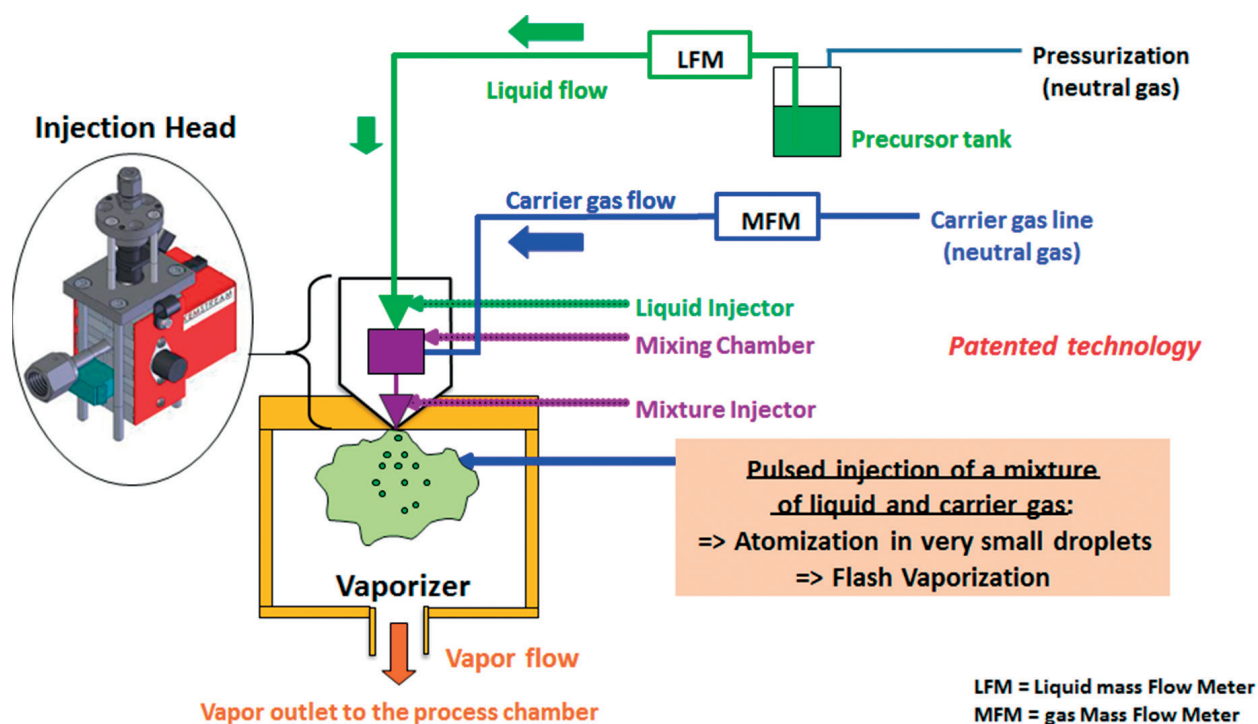 LFM
Pressurization
(neutral gas)
Liquid flow
Precursor tank
Injection Head
Carrier gas flow
MFM
Carrier gas line
(neutral gas)
KEMSTREAM
Liquid Injector
Mixing Chamber
Patented technology
Mixture Injector
Pulsed injection of a mixture
of liquid and carrier gas:
=> Atomization in very small droplets
=> Flash Vaporization
Vaporizer
Vapor flow
Vapor outlet to the process chamber
LFM = Liquid mass Flow Meter
MFM = gas Mass Flow Meter